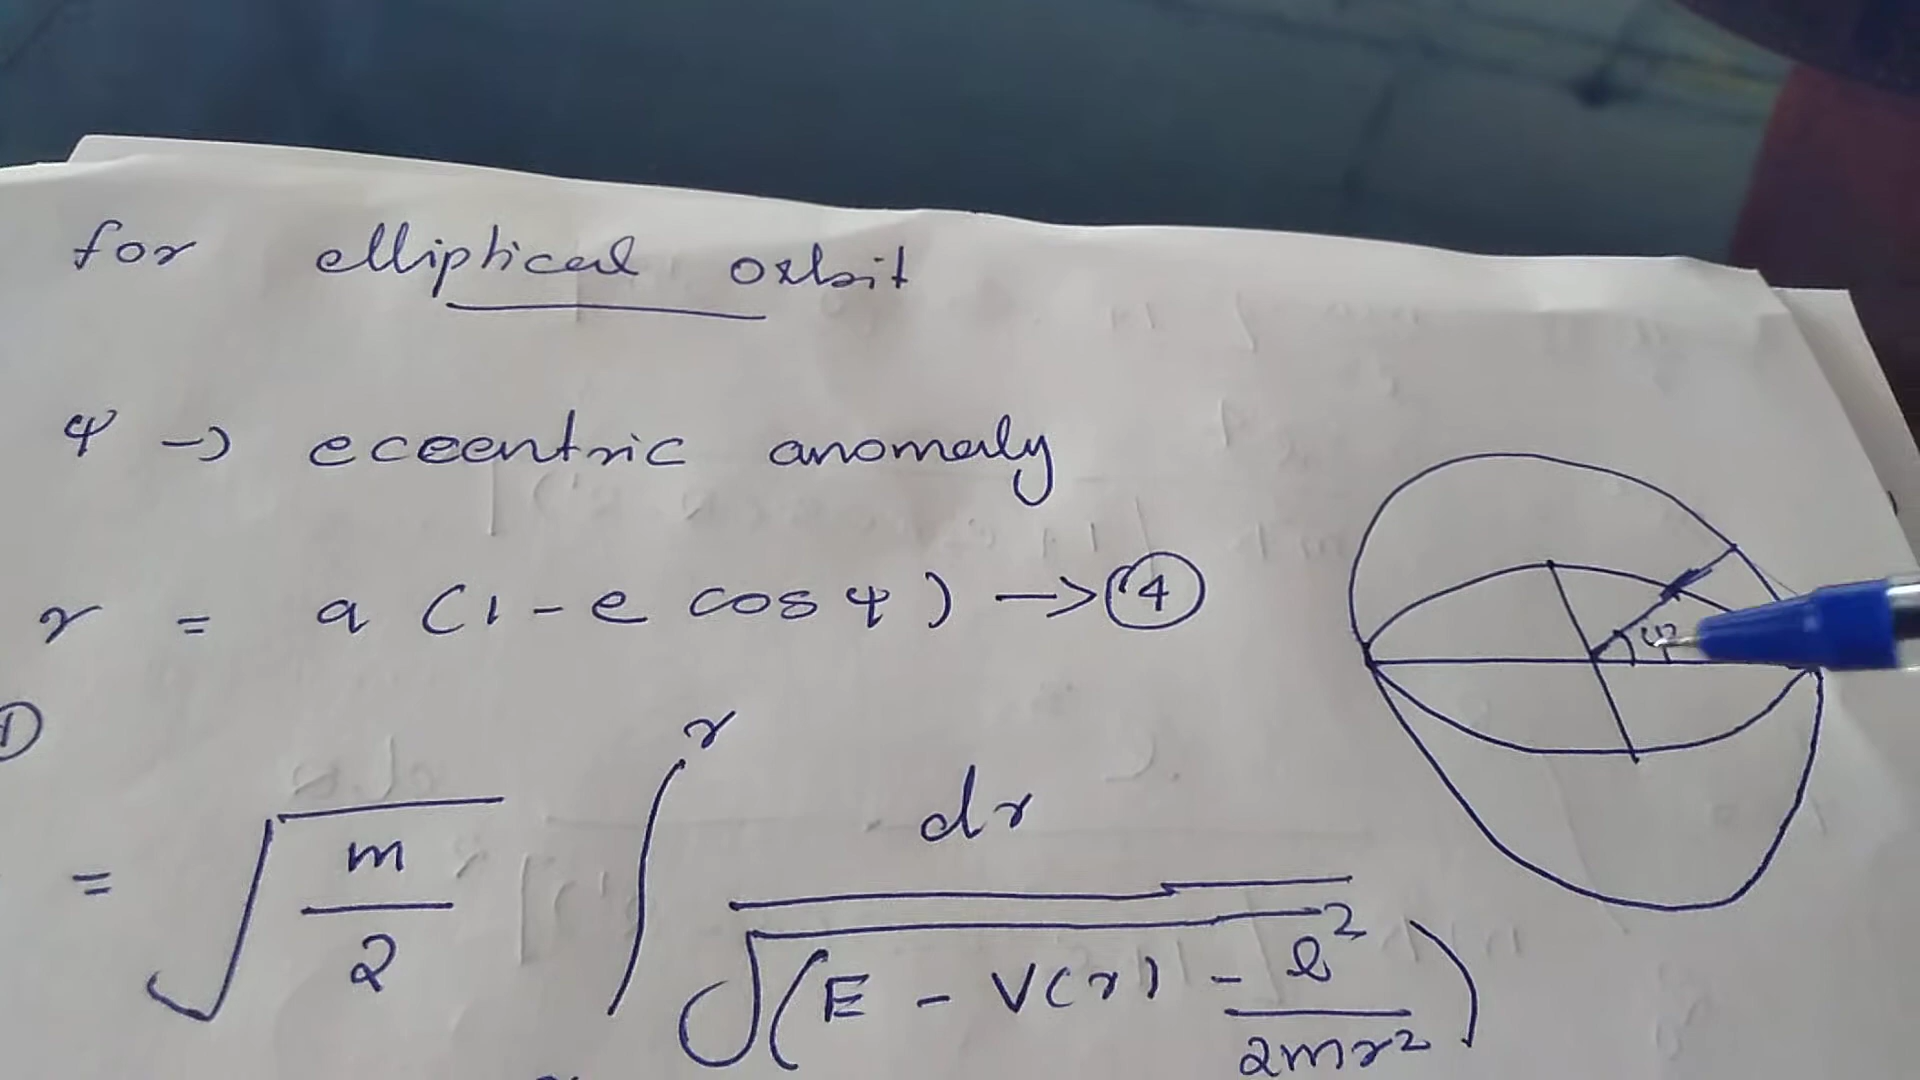 for elliptical orbit
ψ → eccentric anomaly
r = a (1 - e cos ψ) → (4)
ψ
(1)
= √(m/2) ∫^r dr / √(E - V(r) - l²/2mr²)